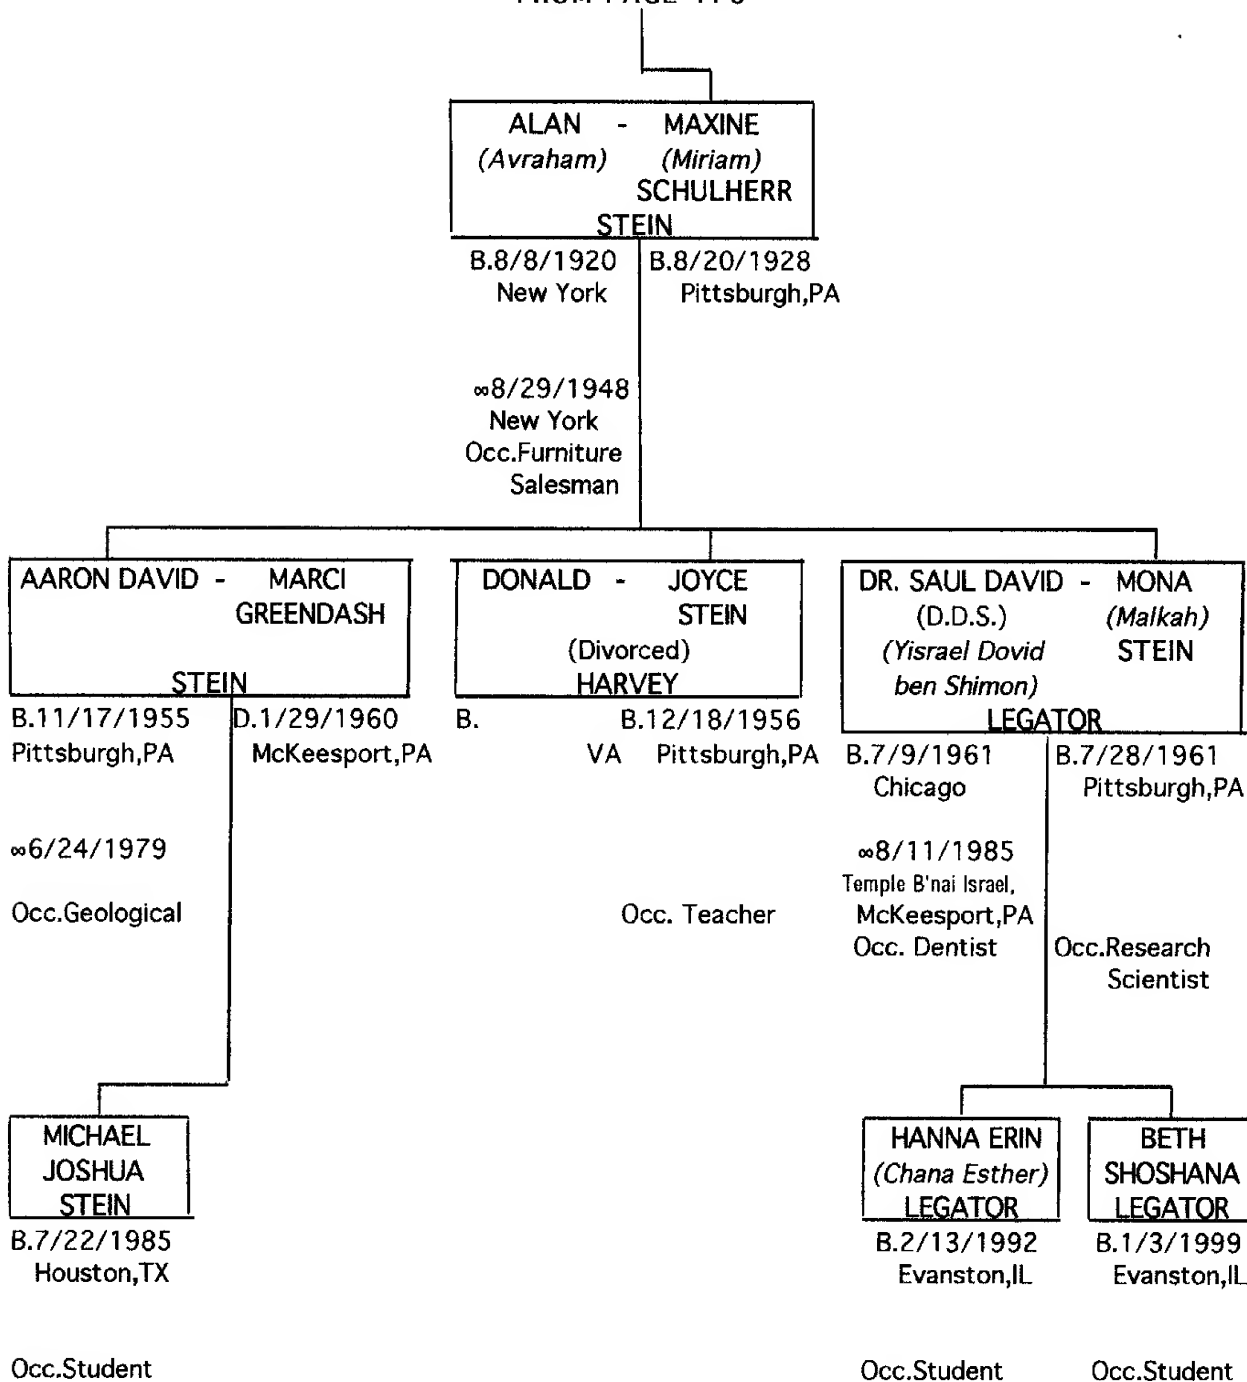 ALAN - MAXINE
(Avraham) (Miriam)
SCHULHERR
STEIN
B.8/8/1920 B.8/20/1928
New York Pittsburgh,PA
∞8/29/1948
New York
Occ.Furniture
Salesman
AARON DAVID - MARCI
GREENDASH
STEIN
B.11/17/1955 D.1/29/1960
Pittsburgh,PA McKeesport,PA
∞6/24/1979
Occ.Geological
DONALD - JOYCE
STEIN
(Divorced)
HARVEY
B. B.12/18/1956
VA Pittsburgh,PA
Occ. Teacher
DR. SAUL DAVID - MONA
(D.D.S.) (Malkah)
(Yisrael Dovid STEIN
ben Shimon)
LEGATOR
B.7/9/1961 B.7/28/1961
Chicago Pittsburgh,PA
∞8/11/1985
Temple B'nai Israel,
McKeesport,PA
Occ. Dentist Occ.Research
Scientist
MICHAEL
JOSHUA
STEIN
B.7/22/1985
Houston,TX
Occ.Student
HANNA ERIN
(Chana Esther)
LEGATOR
B.2/13/1992
Evanston,IL
Occ.Student
BETH
SHOSHANA
LEGATOR
B.1/3/1999
Evanston,IL
Occ.Student